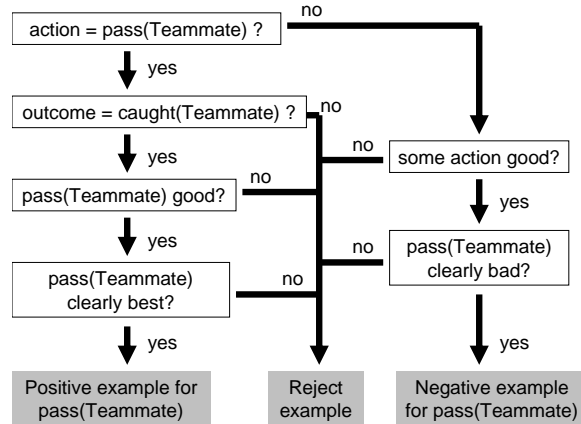 action = pass(Teammate) ?
no
yes
outcome = caught(Teammate) ?
no
yes
no
some action good?
pass(Teammate) good?
no
yes
yes
no
pass(Teammate)
clearly bad?
pass(Teammate)
clearly best?
no
yes
yes
Positive example for
pass(Teammate)
Reject
example
Negative example
for pass(Teammate)